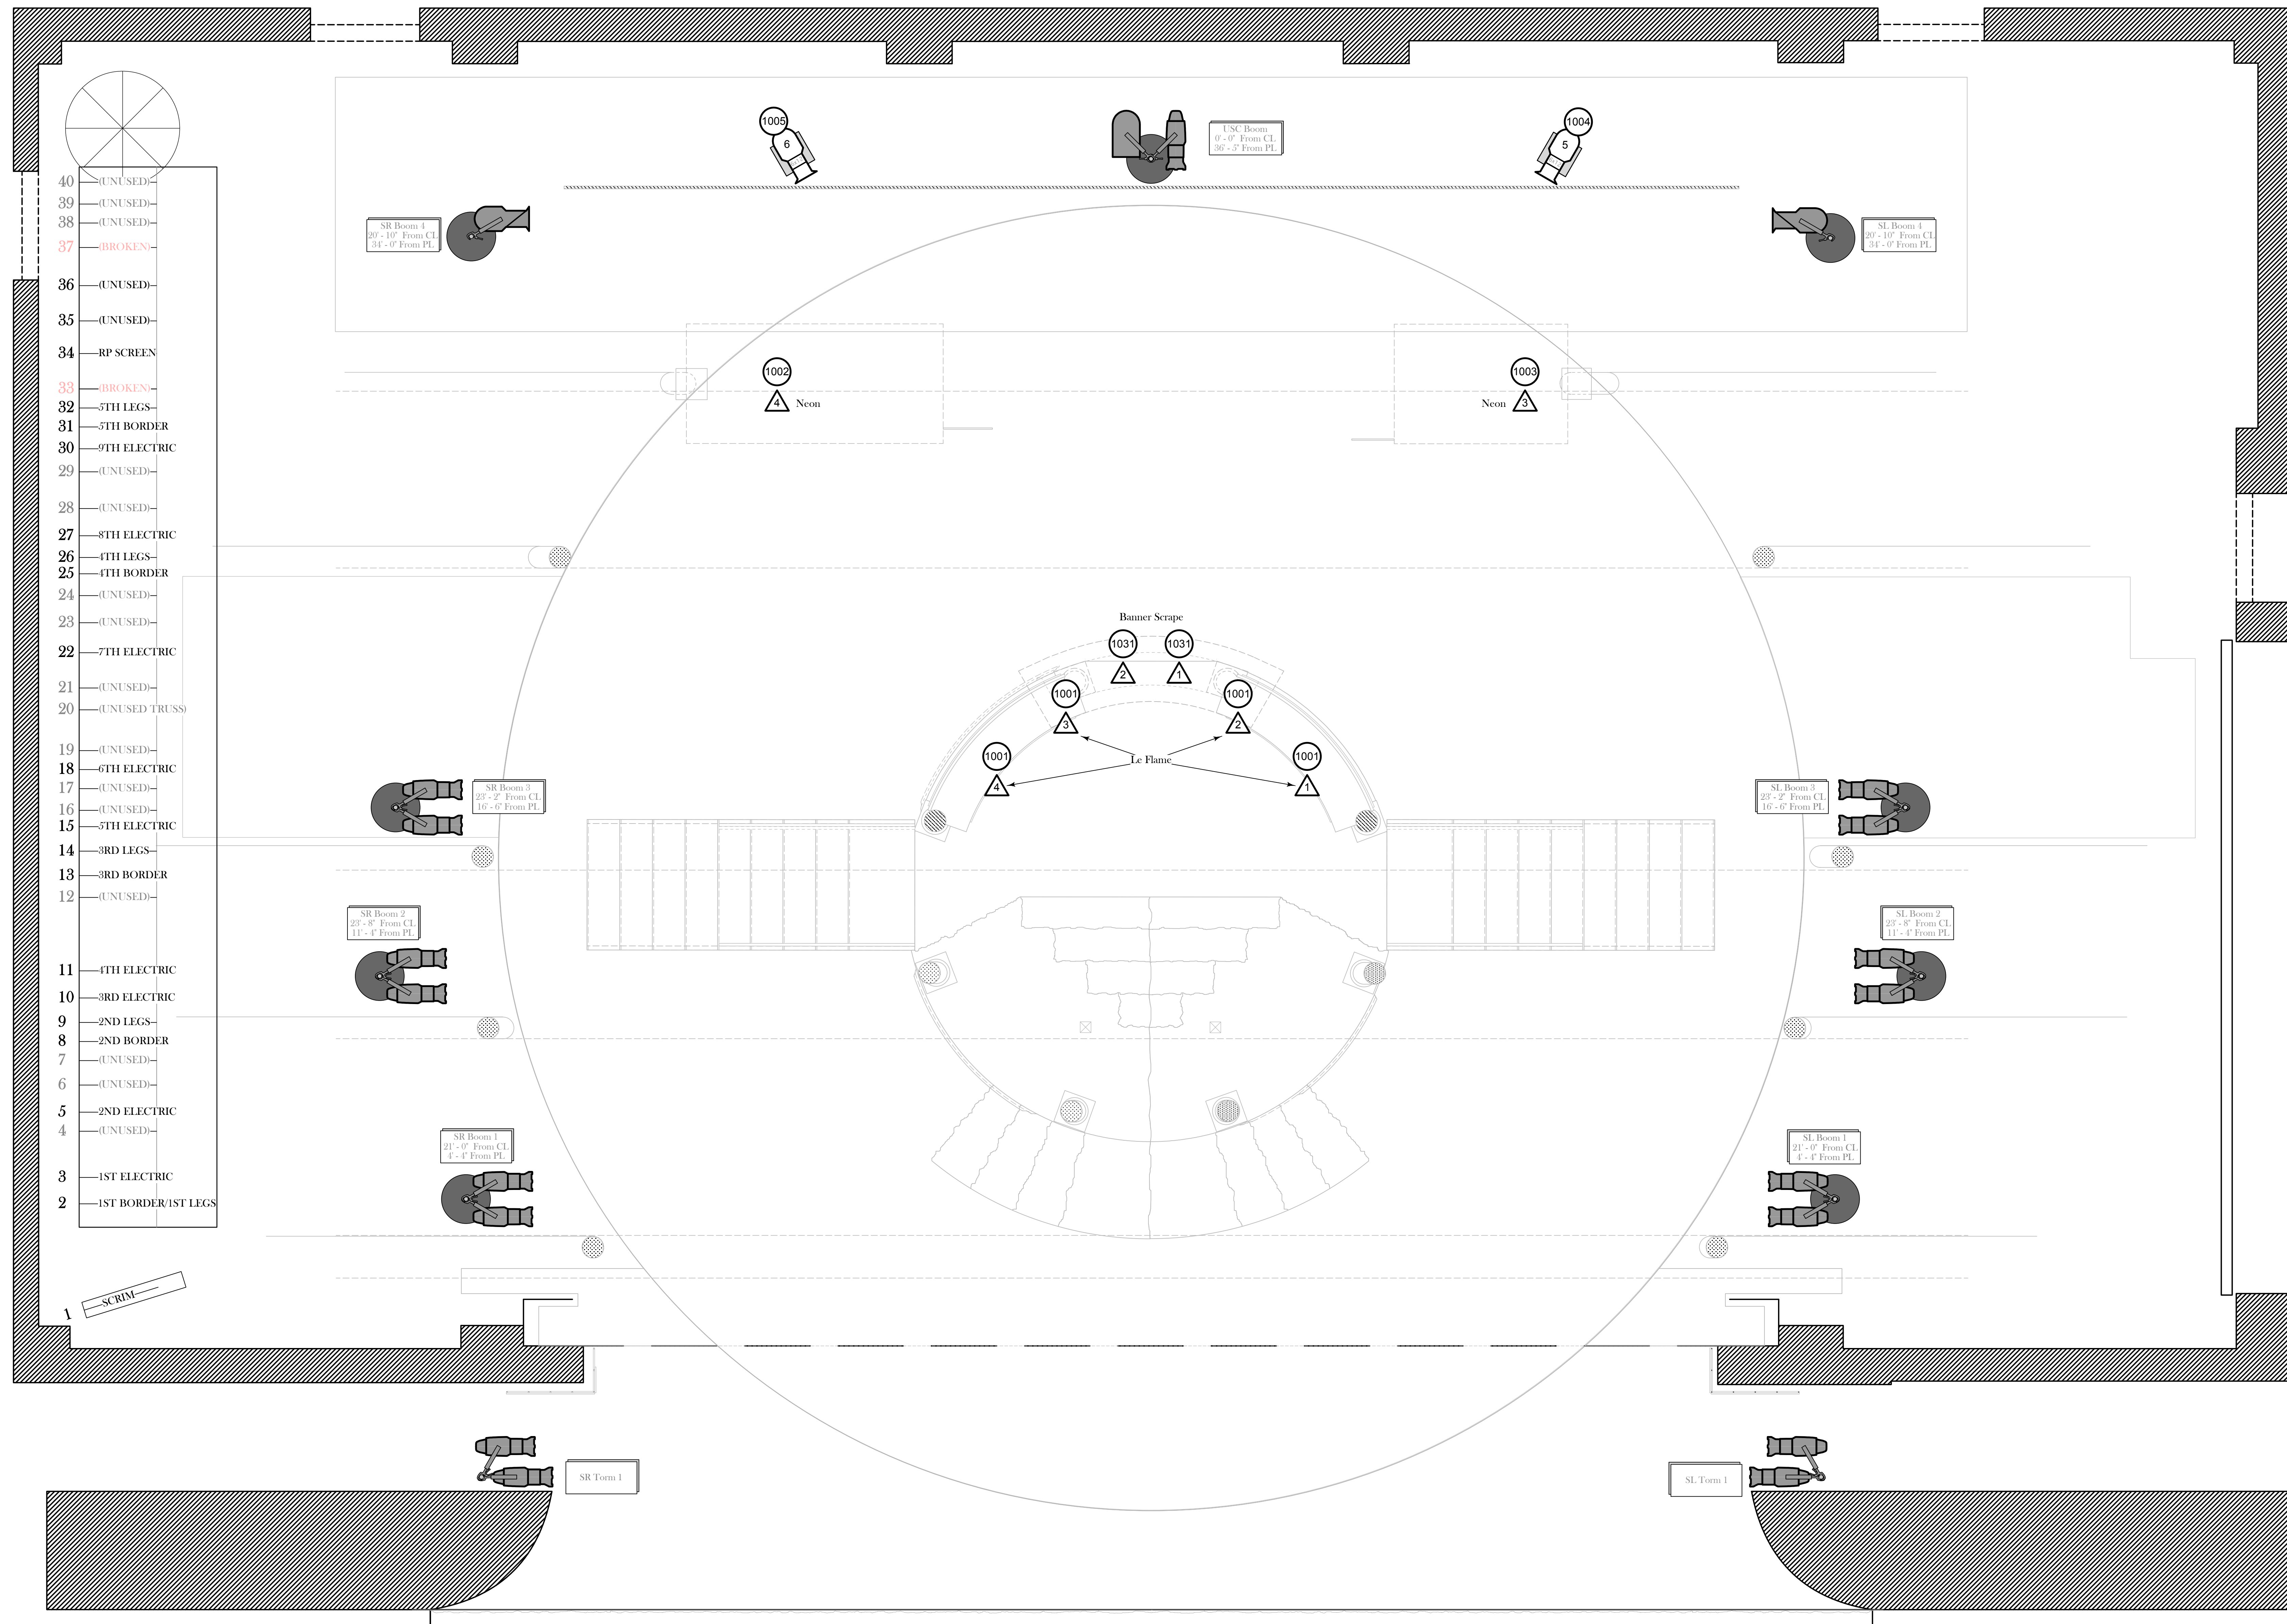 1005
6
USC Boom
0' - 0" From CL
36' - 5" From PL
1004
5
40 (UNUSED)
39 (UNUSED)
38 (UNUSED)
37 (BROKEN)
36 (UNUSED)
35 (UNUSED)
34 RP SCREEN
33 (BROKEN)
32 5TH LEGS
31 5TH BORDER
30 9TH ELECTRIC
29 (UNUSED)
28 (UNUSED)
27 8TH ELECTRIC
26 4TH LEGS
25 4TH BORDER
24 (UNUSED)
23 (UNUSED)
22 7TH ELECTRIC
21 (UNUSED)
20 (UNUSED TRUSS)
19 (UNUSED)
18 6TH ELECTRIC
17 (UNUSED)
16 (UNUSED)
15 5TH ELECTRIC
14 3RD LEGS
13 3RD BORDER
12 (UNUSED)
11 4TH ELECTRIC
10 3RD ELECTRIC
9 2ND LEGS
8 2ND BORDER
7 (UNUSED)
6 (UNUSED)
5 2ND ELECTRIC
4 (UNUSED)
3 1ST ELECTRIC
2 1ST BORDER/1ST LEGS
1 SCRIM
SR Boom 4
20' - 10" From CL
34' - 0" From PL
SL Boom 4
20' - 10" From CL
34' - 0" From PL
1002
4 Neon
1003
Neon 3
Banner Scrape
1031 1031
2 1
1001 1001
3 2
Le Flame
1001 1001
4 1
SR Boom 3
23' - 2" From CL
16' - 6" From PL
SL Boom 3
23' - 2" From CL
16' - 6" From PL
SR Boom 2
23' - 8" From CL
11' - 4" From PL
SL Boom 2
23' - 8" From CL
11' - 4" From PL
SR Boom 1
21' - 0" From CL
4' - 4" From PL
SL Boom 1
21' - 0" From CL
4' - 4" From PL
SR Torm 1
SL Torm 1